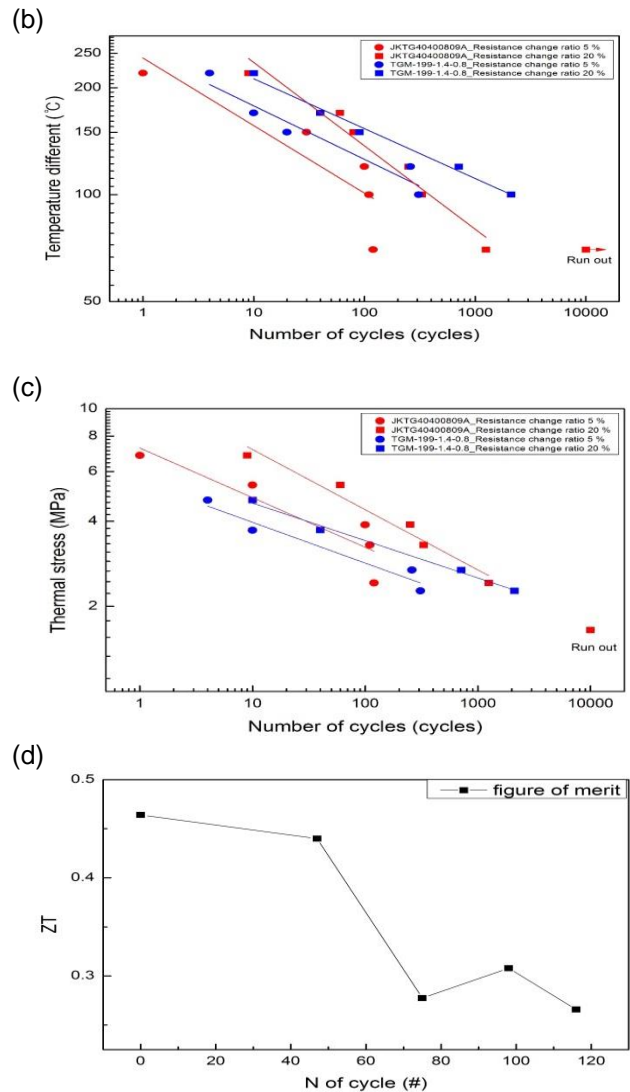 (b)
250
200
150
100
50
Temperature different (℃)
JKTG40400809A_Resistance change ratio 5 %
JKTG40400809A_Resistance change ratio 20 %
TGM-199-1.4-0.8_Resistance change ratio 5 %
TGM-199-1.4-0.8_Resistance change ratio 20 %
Run out
1 10 100 1000 10000
Number of cycles (cycles)
(c)
10
8
6
4
2
Thermal stress (MPa)
JKTG40400809A_Resistance change ratio 5 %
JKTG40400809A_Resistance change ratio 20 %
TGM-199-1.4-0.8_Resistance change ratio 5 %
TGM-199-1.4-0.8_Resistance change ratio 20 %
Run out
1 10 100 1000 10000
Number of cycles (cycles)
(d)
0.5
0.4
0.3
ZT
figure of merit
0 20 40 60 80 100 120
N of cycle (#)